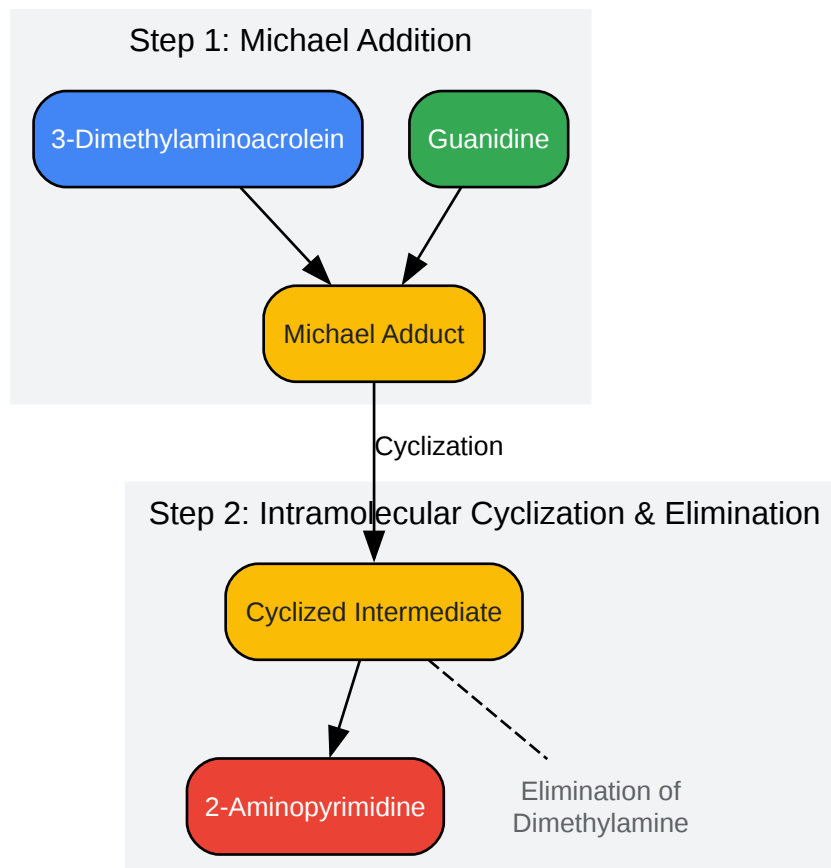 Step 1: Michael Addition
3-Dimethylaminoacrolein
Guanidine
Michael Adduct
Cyclization
Step 2: Intramolecular Cyclization & Elimination
Cyclized Intermediate
2-Aminopyrimidine
Elimination of
Dimethylamine